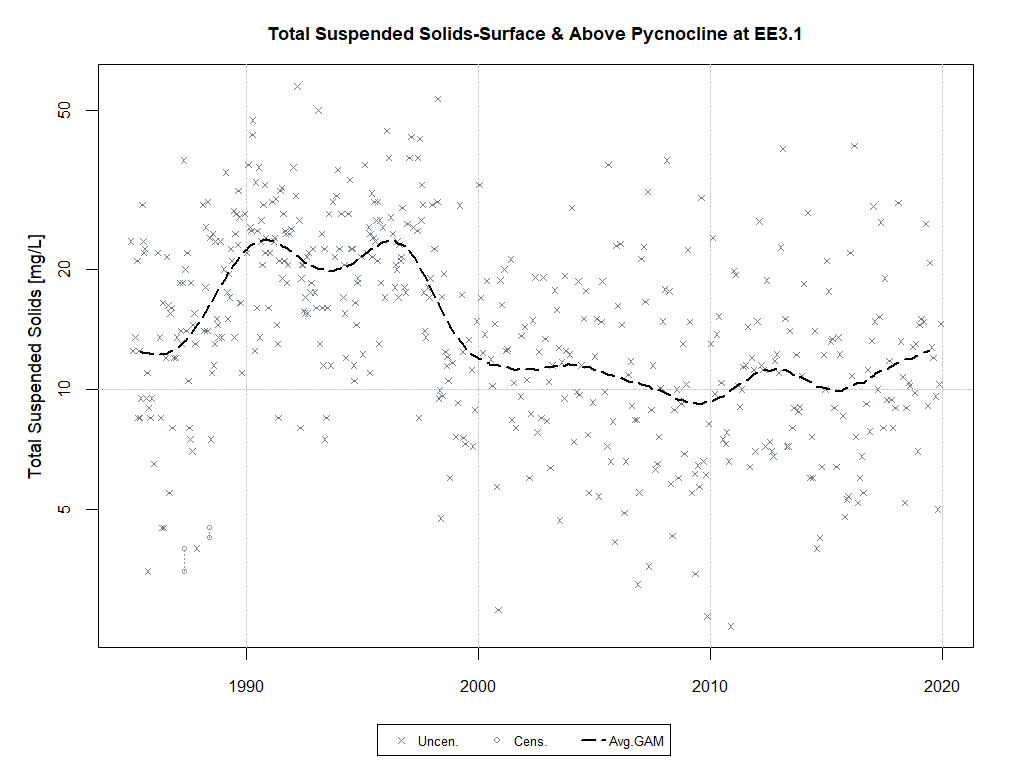 Total Suspended Solids-Surface & Above Pycnocline at EE3.1
Total Suspended Solids [mg/L]
50
20
10
5
1990 2000 2010 2020
Uncen. Cens. Avg.GAM